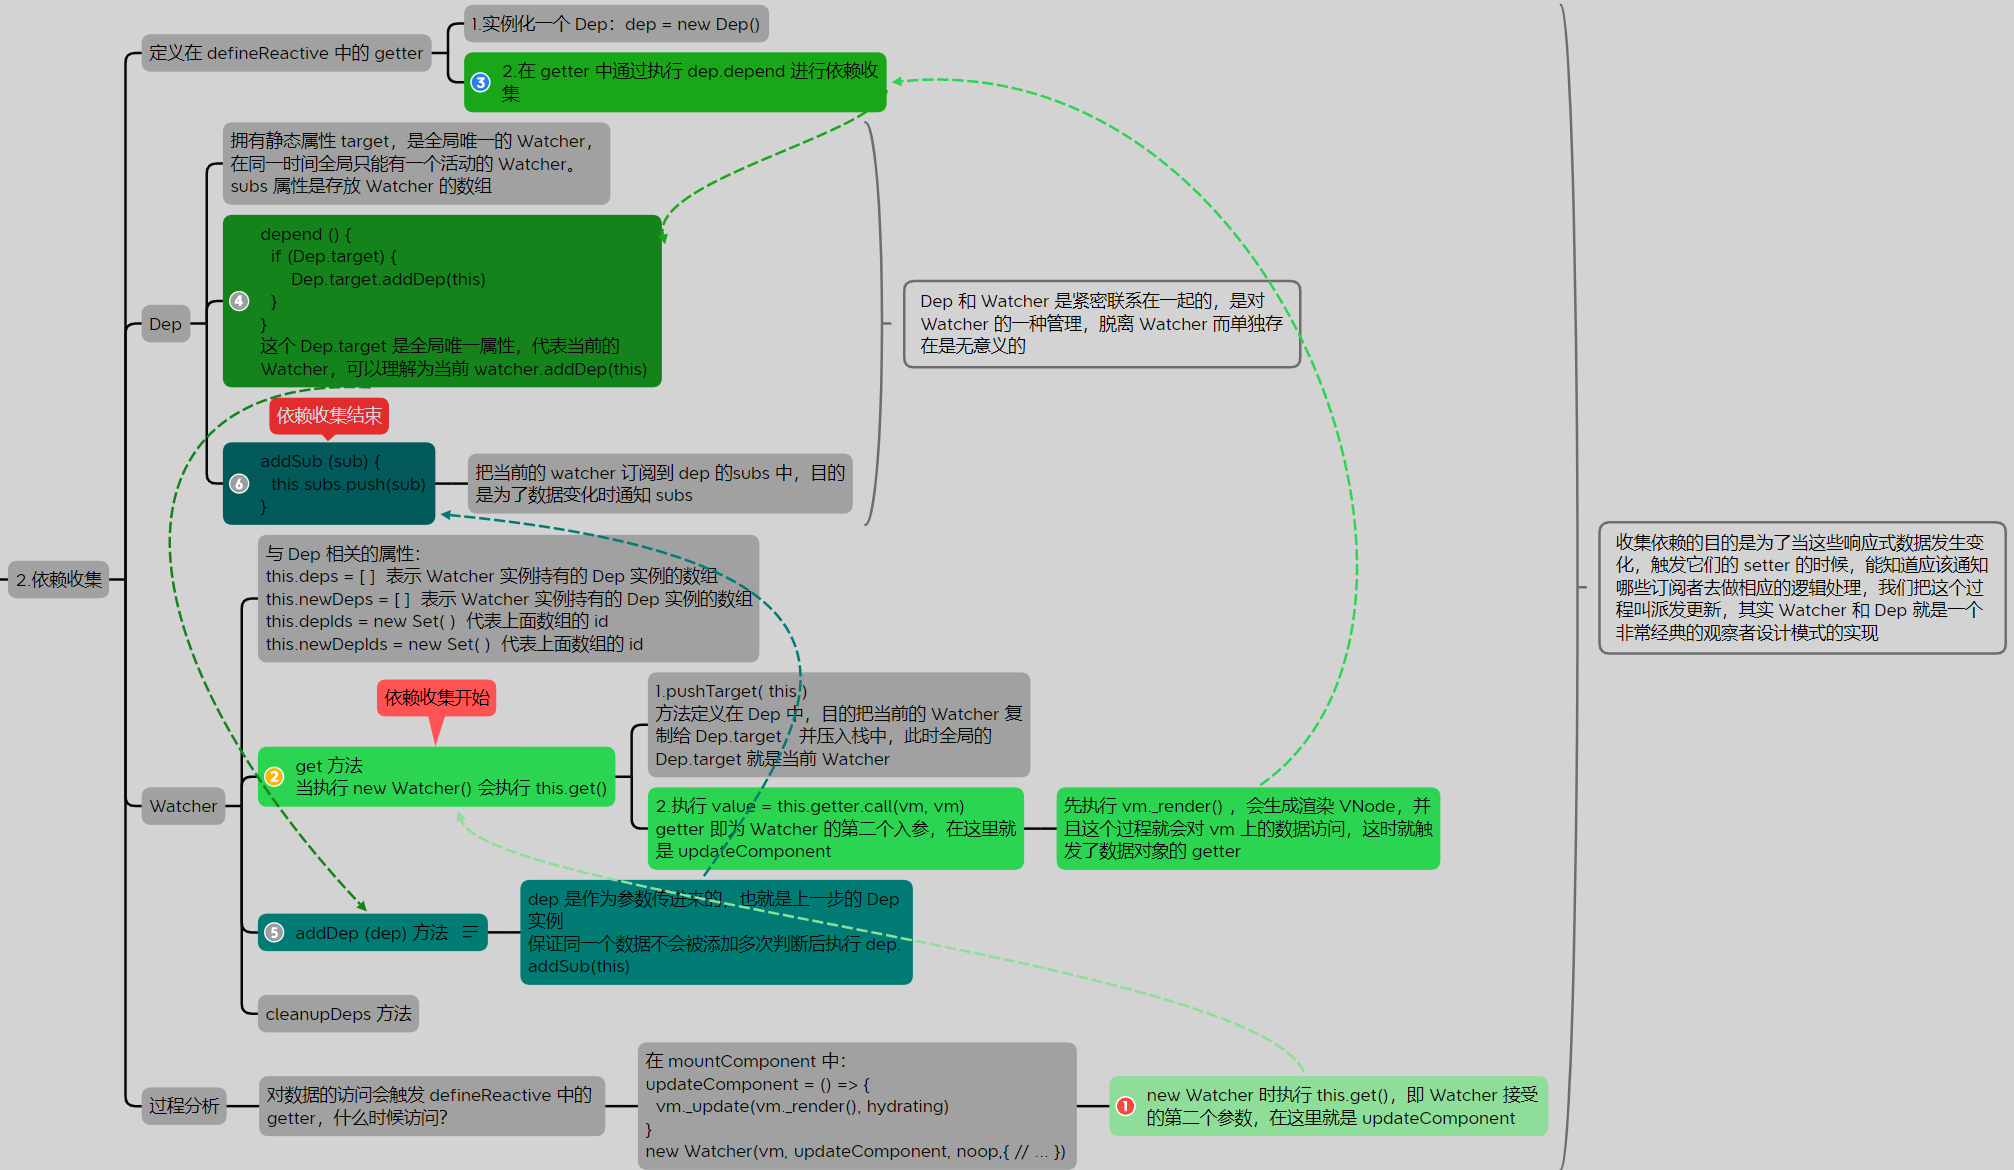 2.依赖收集
定义在 defineReactive 中的 getter
1.实例化一个 Dep：dep = new Dep()
3
2.在 getter 中通过执行 dep.depend 进行依赖收
集
Dep
拥有静态属性 target，是全局唯一的 Watcher，
在同一时间全局只能有一个活动的 Watcher。
subs 属性是存放 Watcher 的数组
4
depend () {
if (Dep.target) {
Dep.target.addDep(this)
}
}
这个 Dep.target 是全局唯一属性，代表当前的
Watcher，可以理解为当前 watcher.addDep(this)
依赖收集结束
6
addSub (sub) {
this.subs.push(sub)
}
把当前的 watcher 订阅到 dep 的subs 中，目的
是为了数据变化时通知 subs
Dep 和 Watcher 是紧密联系在一起的，是对
Watcher 的一种管理，脱离 Watcher 而单独存
在是无意义的
Watcher
与 Dep 相关的属性：
this.deps = [ ]  表示 Watcher 实例持有的 Dep 实例的数组
this.newDeps = [ ]  表示 Watcher 实例持有的 Dep 实例的数组
this.depIds = new Set( )  代表上面数组的 id
this.newDepIds = new Set( )  代表上面数组的 id
依赖收集开始
2
get 方法
当执行 new Watcher() 会执行 this.get()
1.pushTarget( this )
方法定义在 Dep 中，目的把当前的 Watcher 复
制给 Dep.target，并压入栈中，此时全局的
Dep.target 就是当前 Watcher
2.执行 value = this.getter.call(vm, vm)
getter 即为 Watcher 的第二个入参，在这里就
是 updateComponent
先执行 vm._render() ，会生成渲染 VNode，并
且这个过程就会对 vm 上的数据访问，这时就触
发了数据对象的 getter
5
addDep (dep) 方法
dep 是作为参数传进来的，也就是上一步的 Dep
实例
保证同一个数据不会被添加多次判断后执行 dep.
addSub(this)
cleanupDeps 方法
过程分析
对数据的访问会触发 defineReactive 中的
getter，什么时候访问？
在 mountComponent 中：
updateComponent = () => {
vm._update(vm._render(), hydrating)
}
new Watcher(vm, updateComponent, noop,{ // ... })
1
new Watcher 时执行 this.get()，即 Watcher 接受
的第二个参数，在这里就是 updateComponent
收集依赖的目的是为了当这些响应式数据发生变
化，触发它们的 setter 的时候，能知道应该通知
哪些订阅者去做相应的逻辑处理，我们把这个过
程叫派发更新，其实 Watcher 和 Dep 就是一个
非常经典的观察者设计模式的实现